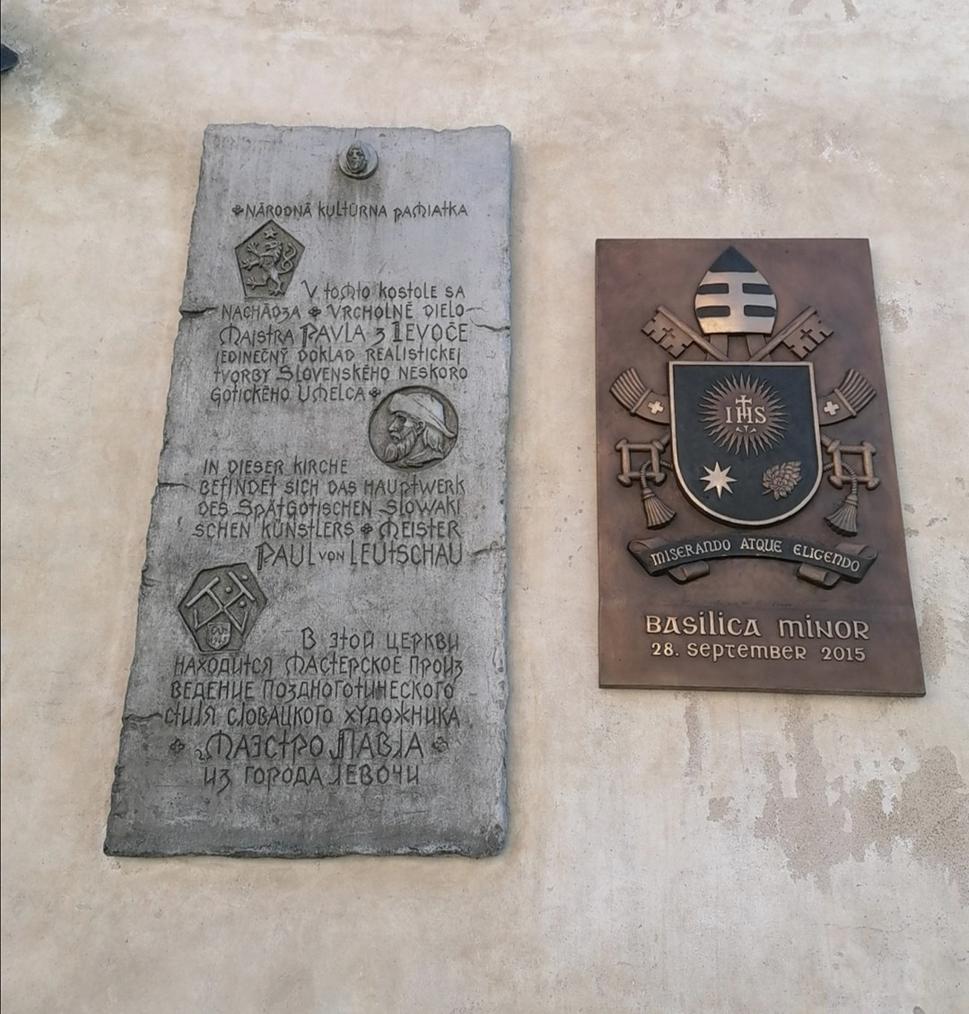 NÁRODNÁ KULTÚRNA PAMIATKA
V TOMTO KOSTOLE SA
NACHÁDZA VRCHOLNÉ DIELO
MAJSTRA PAVLA Z LEVOČE
JEDINEČNÝ DOKLAD REALISTICKEJ
TVORBY SLOVENSKÉHO NESKORO
GOTICKÉHO UMELCA
IN DIESER KIRCHE
BEFINDET SICH DAS HAUPTWERK
DES SPÄTGOTISCHEN SLOWAKI
SCHEN KÜNSTLERS MEISTER
PAUL VON LEUTSCHAU
В ЭТОЙ ЦЕРКВИ
НАХОДИТСЯ МАСТЕРСКОЕ ПРОИЗ
ВЕДЕНИЕ ПОЗДНОГОТИЧЕСКОГО
СТИЛЯ СЛОВАЦКОГО ХУДОЖНИКА
МАЭСТРО ПАВЛА
ИЗ ГОРОДА ЛЕВОЧИ
IHS
MISERANDO ATQUE ELIGENDO
BASILICA MINOR
28. SEPTEMBER 2015